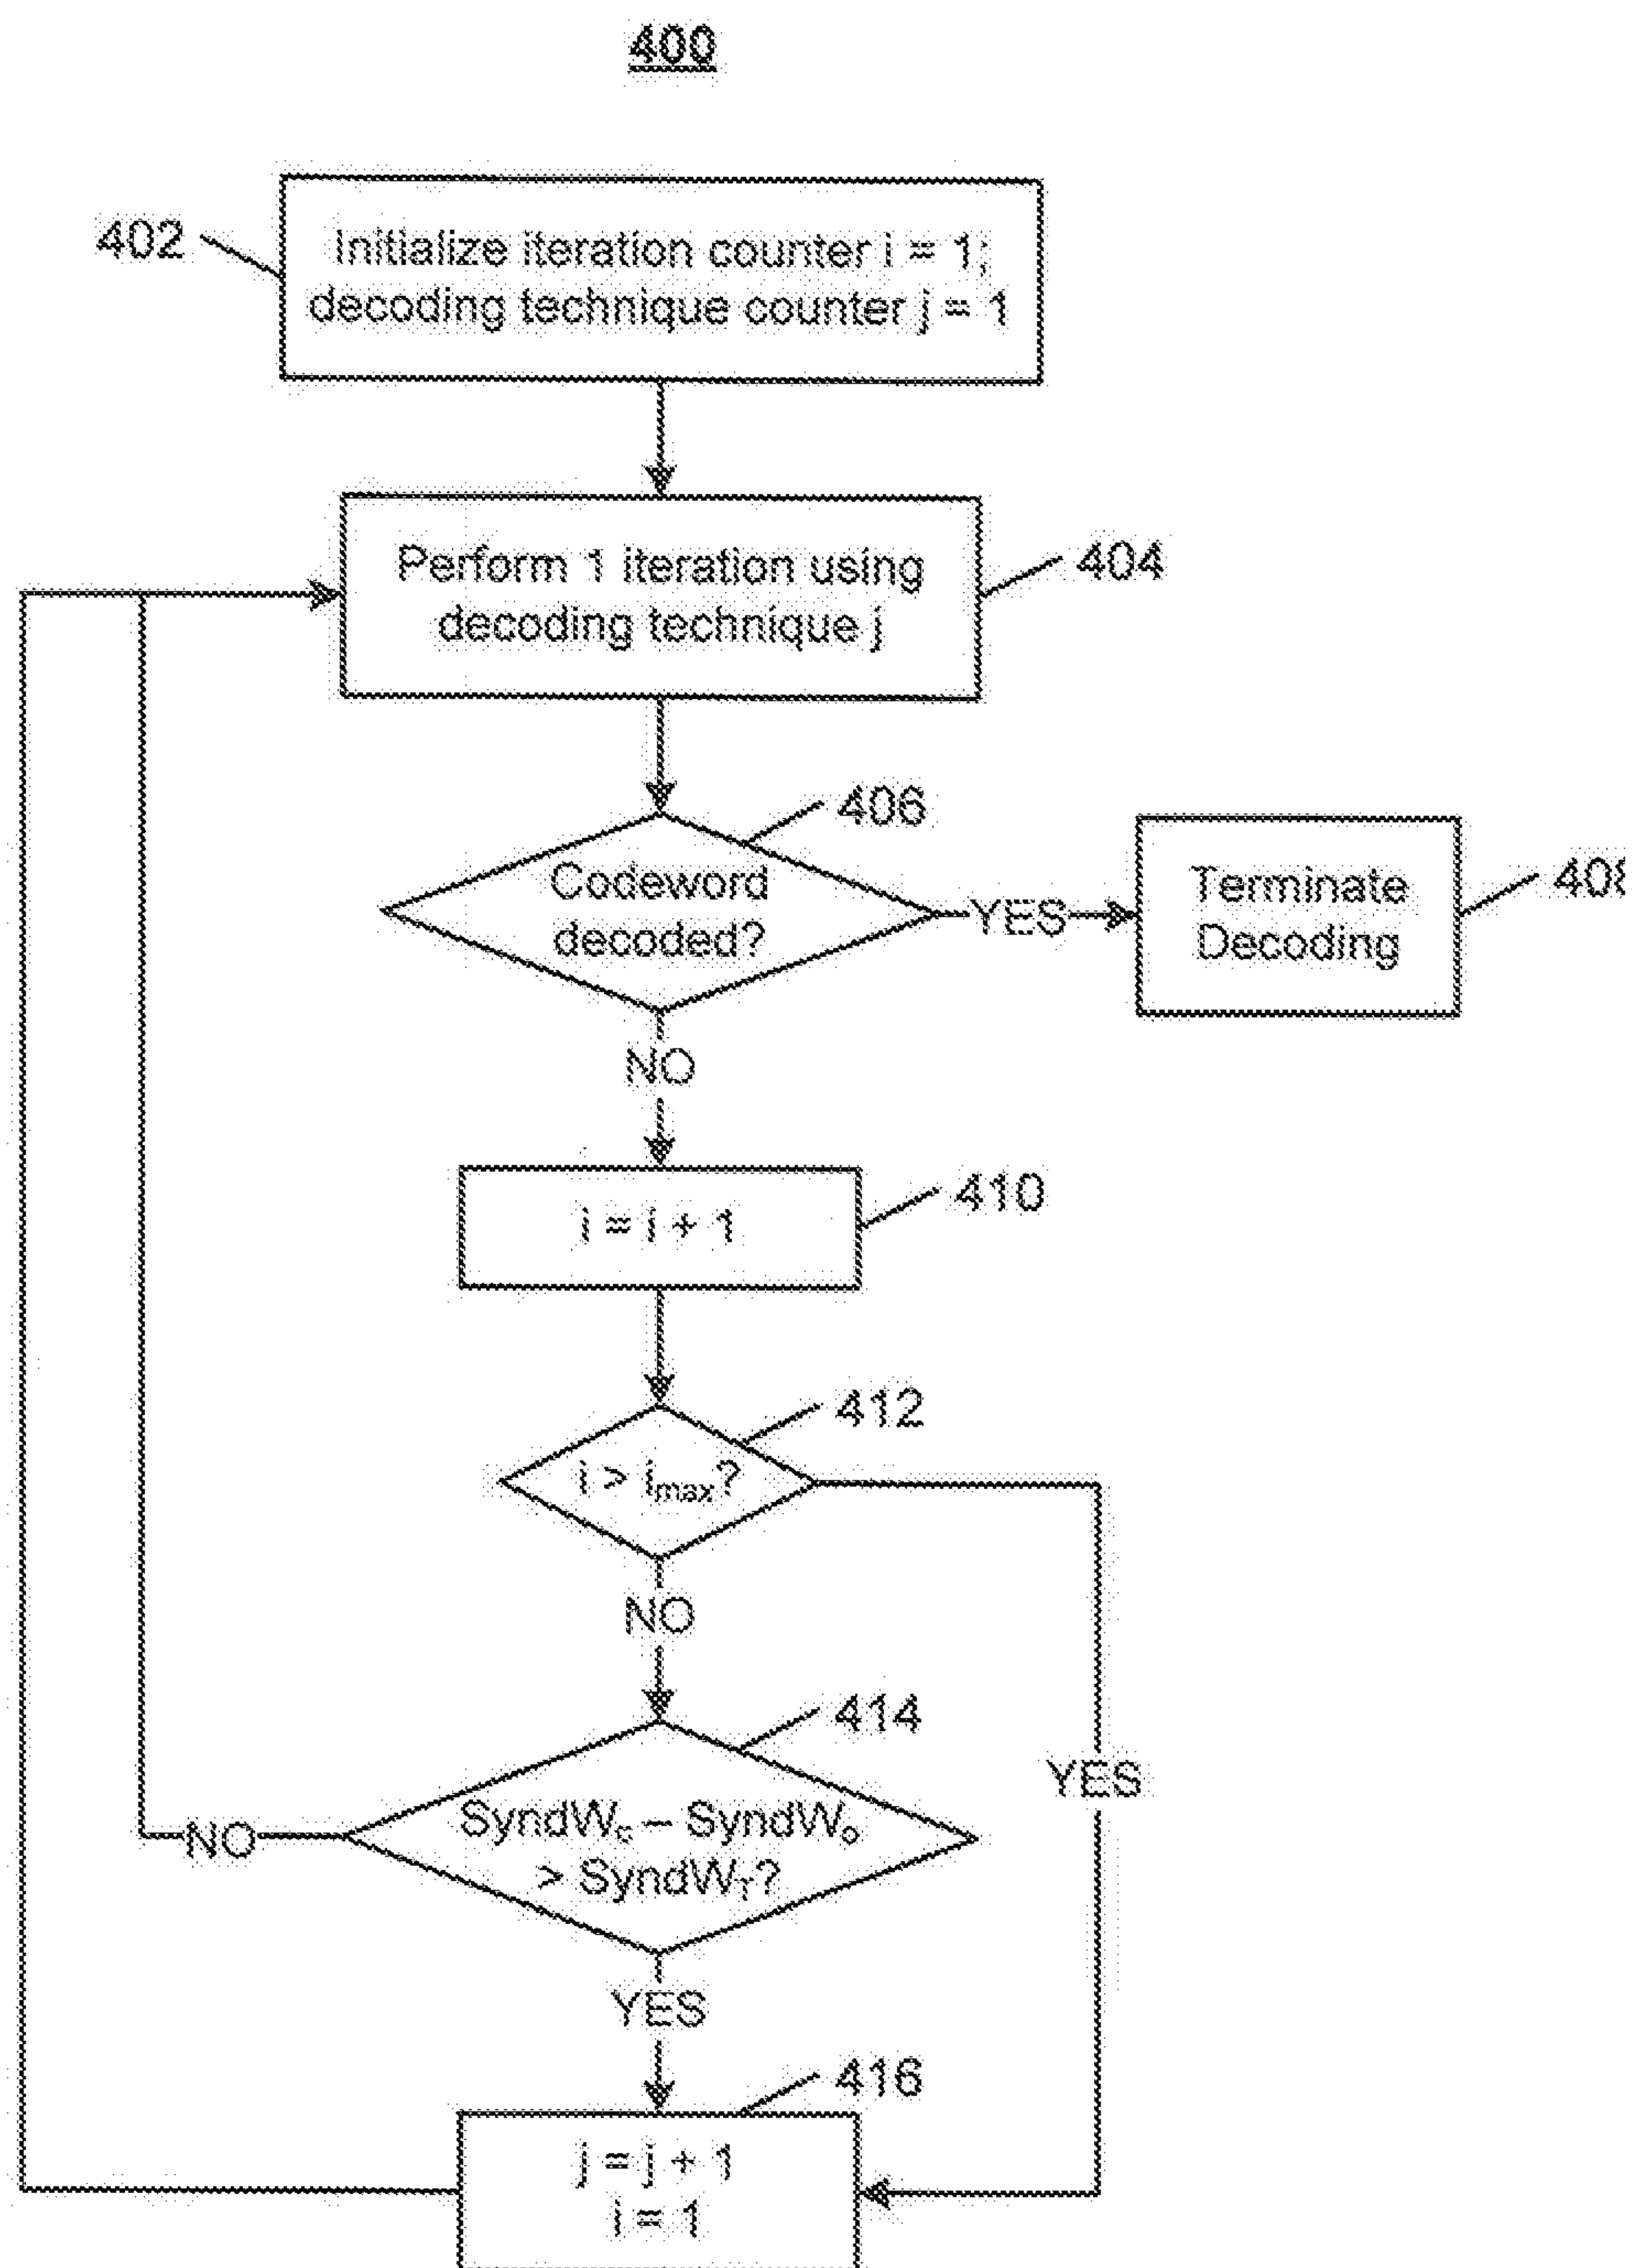 400
402
Initialize iteration counter i = 1;
decoding technique counter j = 1
Perform 1 iteration using
decoding technique j
404
406
Codeword
decoded?
YES
Terminate
Decoding
408
NO
i = i + 1
410
412
i > imax?
NO
YES
414
SyndWc – SyndWo
> SyndWT?
NO
YES
416
j = j + 1
i = 1